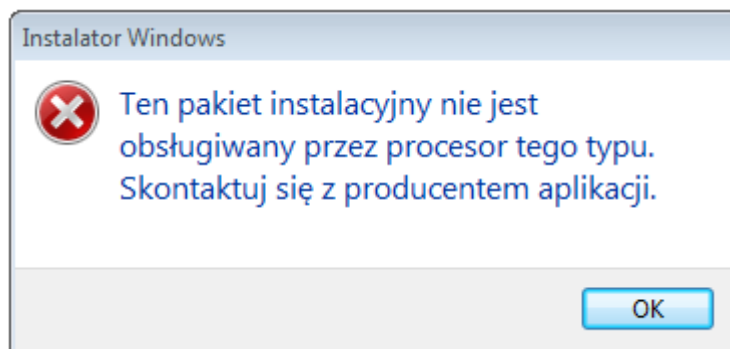 Instalator Windows
Ten pakiet instalacyjny nie jest
obsługiwany przez procesor tego typu.
Skontaktuj się z producentem aplikacji.
OK